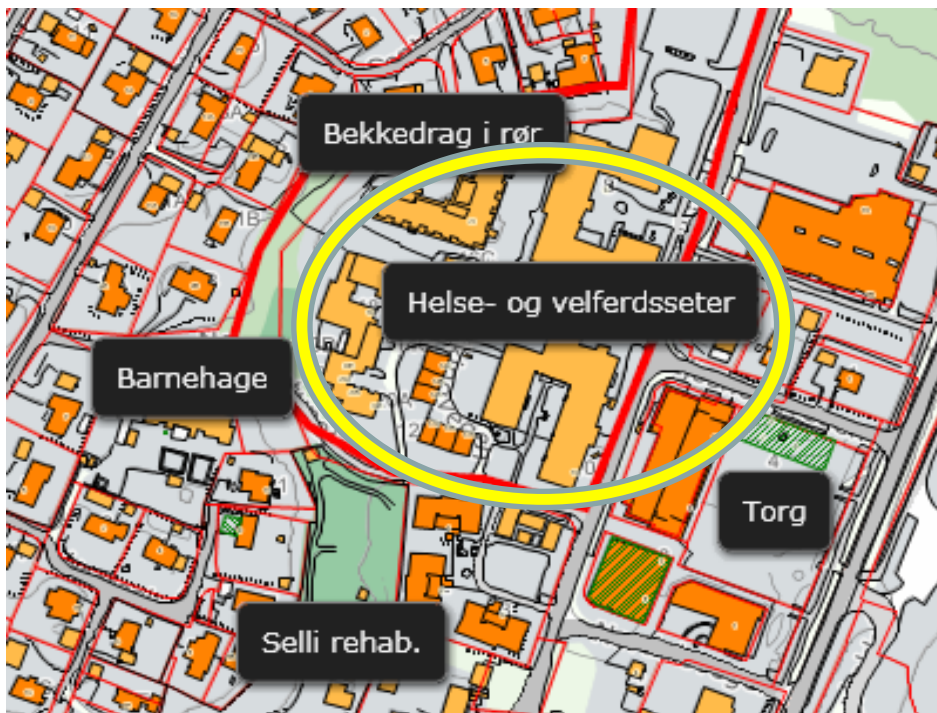 Bekkedrag i rør
Helse- og velferdsseter
Barnehage
Torg
Selli rehab.